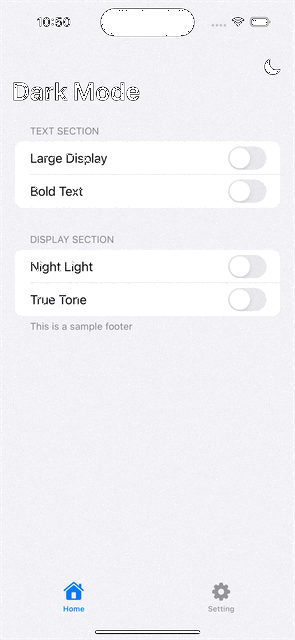 10:50
Dark Mode
TEXT SECTION
Large Display
Bold Text
DISPLAY SECTION
Night Light
True Tone
This is a sample footer
Home
Setting